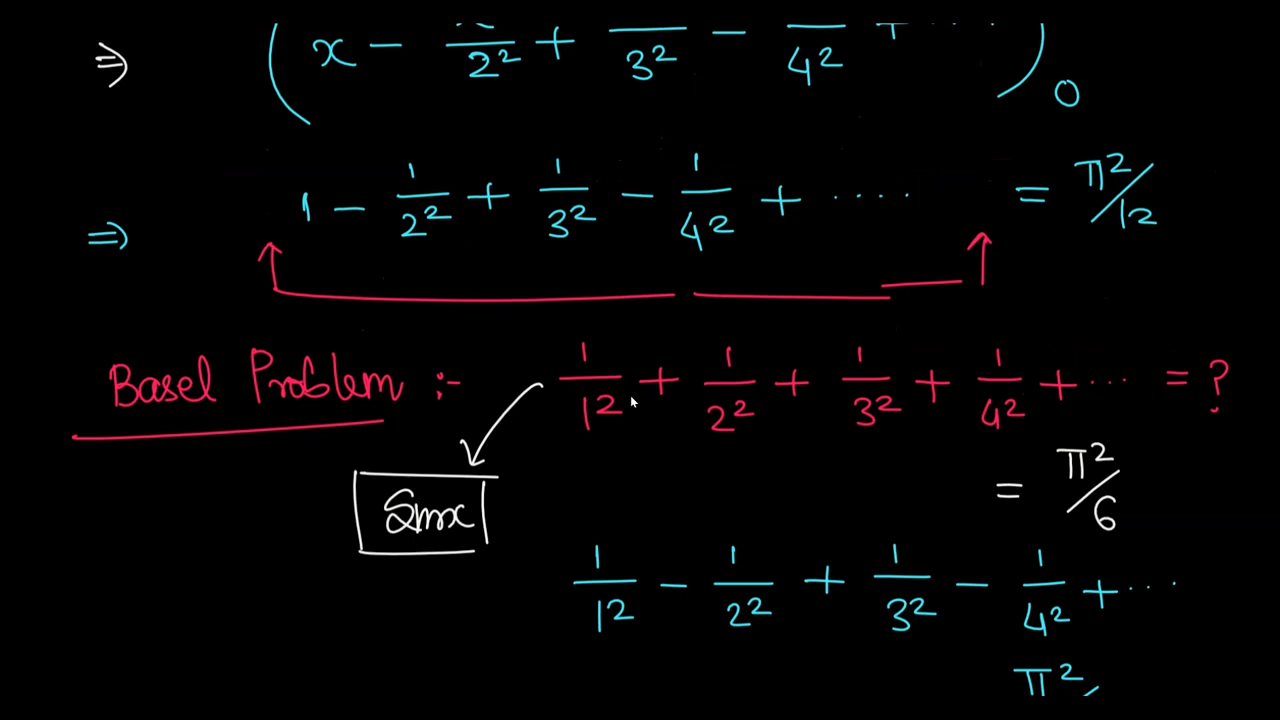 ⇒ ( x − /2² + /3² − /4² + ···· )₀
⇒ 1 − 1/2² + 1/3² − 1/4² + ···· = π²/12
Basel Problem :- 1/1² + 1/2² + 1/3² + 1/4² + ··· = ?
= π²/6
Sinx
1/1² − 1/2² + 1/3² − 1/4² + ···
π²